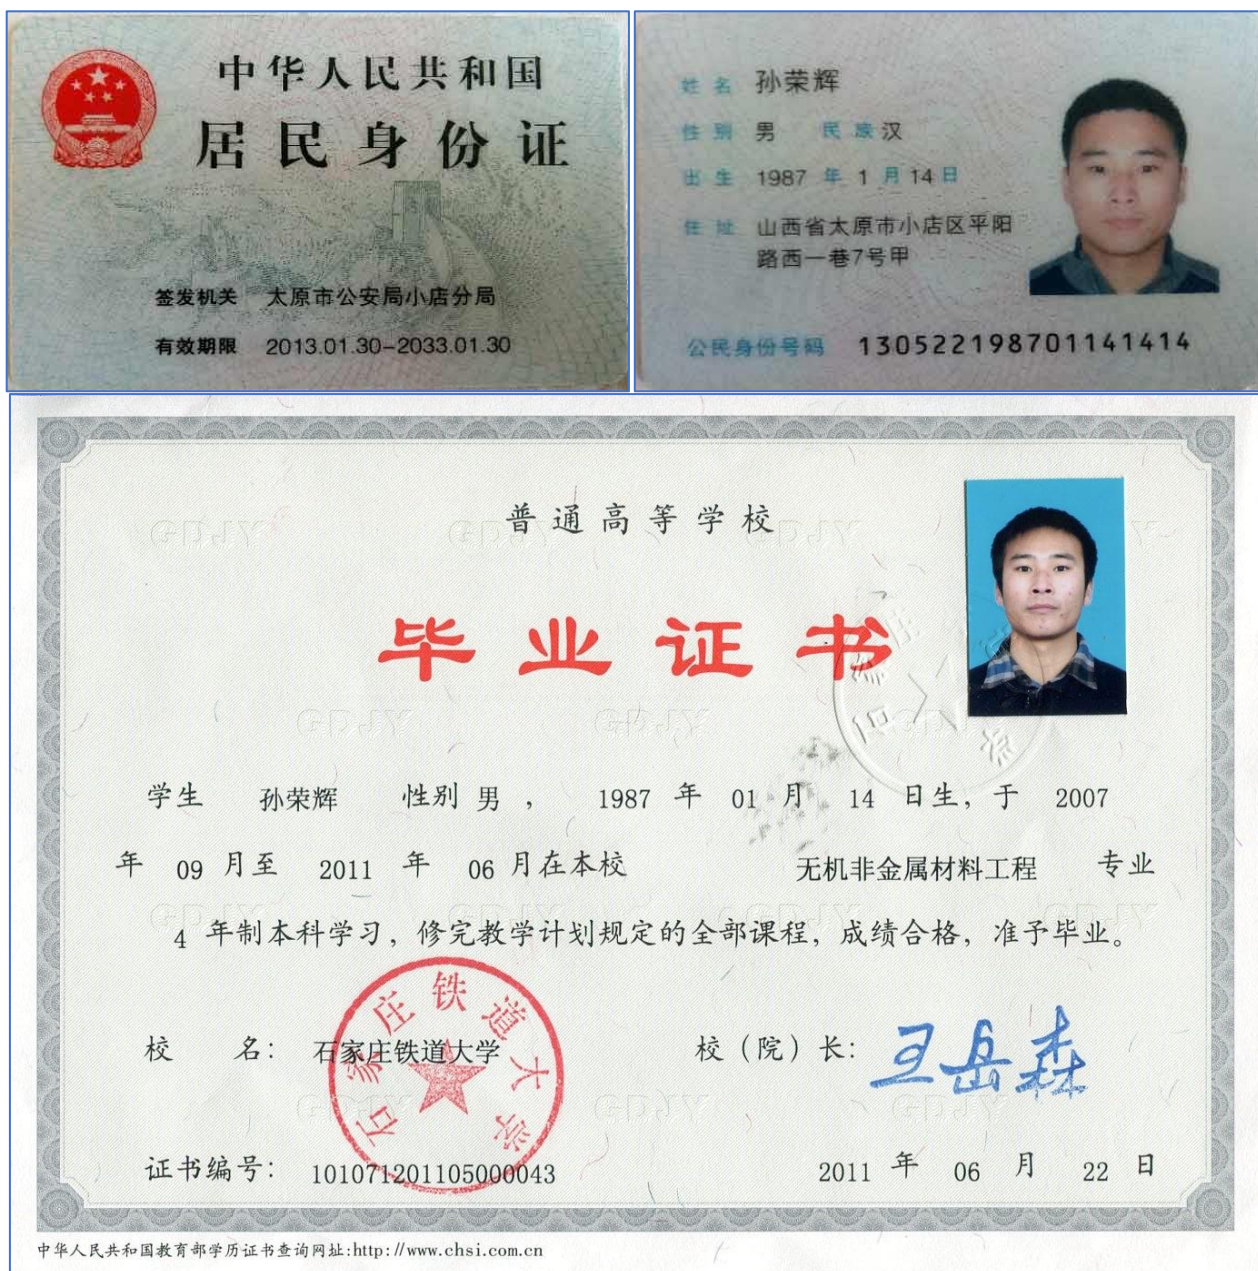 中华人民共和国
居民身份证
签发机关 太原市公安局小店分局
有效期限 2013.01.30-2033.01.30
姓名 孙荣辉
性别 男 民族 汉
出生 1987 年 1 月 14 日
住址 山西省太原市小店区平阳
路西一巷7号甲
公民身份号码 130522198701141414
普通高等学校
毕业证书
学生 孙荣辉 性别 男 , 1987 年 01 月 14 日生, 于 2007
年 09 月至 2011 年 06 月在本校 无机非金属材料工程 专业
4 年制本科学习, 修完教学计划规定的全部课程, 成绩合格, 准予毕业。
校 名: 石家庄铁道大学
石家庄铁道大学
校（院）长: 王岳森
证书编号: 101071201105000043
2011 年 06 月 22 日
中华人民共和国教育部学历证书查询网址:http://www.chsi.com.cn